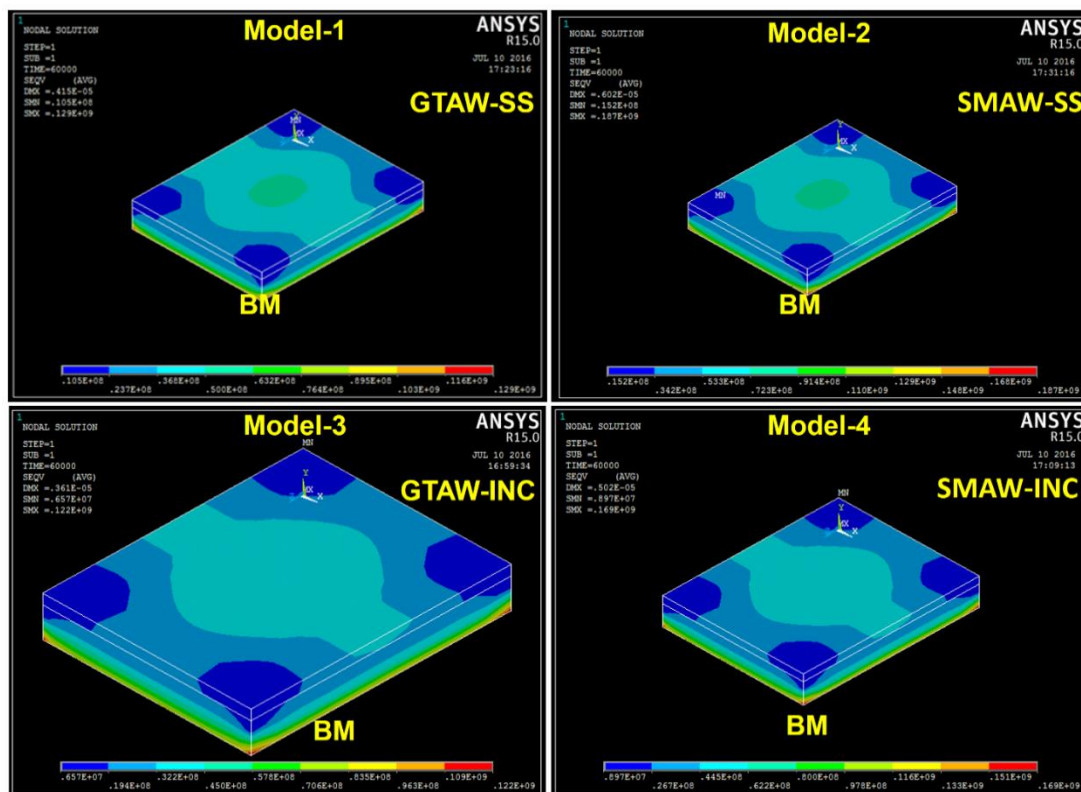 1
NODAL SOLUTION
STEP=1
SUB =1
TIME=60000
SEQV (AVG)
DMX =.415E-05
SMN =.105E+08
SMX =.129E+09
Model-1
ANSYS
R15.0
JUL 10 2016
17:23:16
GTAW-SS
MN
MX
X
BM
.105E+08 .368E+08 .632E+08 .895E+08 .116E+09
.237E+08 .500E+08 .764E+08 .103E+09 .129E+09
1
NODAL SOLUTION
STEP=1
SUB =1
TIME=60000
SEQV (AVG)
DMX =.602E-05
SMN =.152E+08
SMX =.187E+09
Model-2
ANSYS
R15.0
JUL 10 2016
17:31:16
SMAW-SS
Y
MX
X
MN
BM
.152E+08 .533E+08 .914E+08 .129E+09 .168E+09
.342E+08 .723E+08 .110E+09 .148E+09 .187E+09
1
NODAL SOLUTION
STEP=1
SUB =1
TIME=60000
SEQV (AVG)
DMX =.361E-05
SMN =.657E+07
SMX =.122E+09
Model-3
ANSYS
R15.0
JUL 10 2016
16:59:34
GTAW-INC
MN
Y
MX
X
BM
.657E+07 .322E+08 .578E+08 .835E+08 .109E+09
.194E+08 .450E+08 .706E+08 .963E+08 .122E+09
1
NODAL SOLUTION
STEP=1
SUB =1
TIME=60000
SEQV (AVG)
DMX =.502E-05
SMN =.897E+07
SMX =.169E+09
Model-4
ANSYS
R15.0
JUL 10 2016
17:09:13
SMAW-INC
MN
Y
MX
X
BM
.897E+07 .445E+08 .800E+08 .116E+09 .151E+09
.267E+08 .622E+08 .978E+08 .133E+09 .169E+09